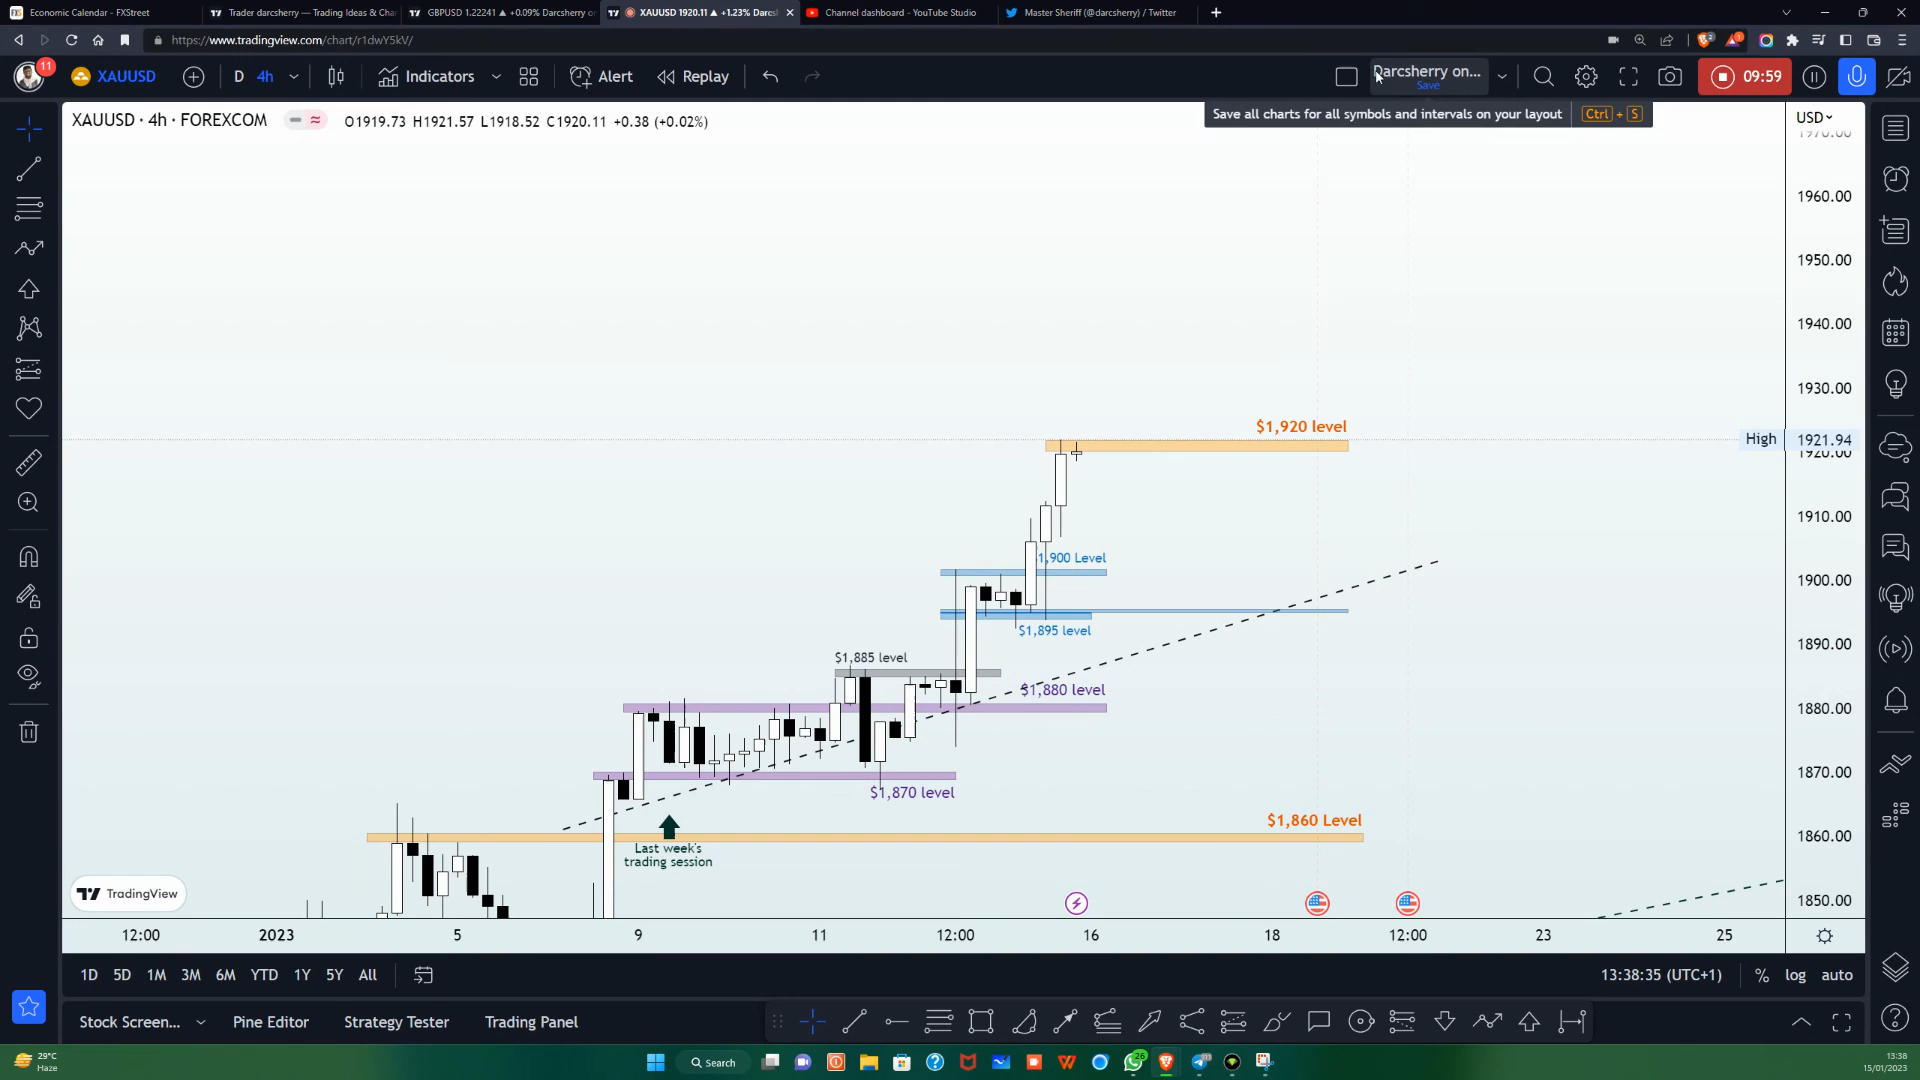 Economic Calendar - FXStreet
Trader darcsherry — Trading Ideas & Cha
GBPUSD 1.22241 ▲ +0.09% Darcsherry o
XAUUSD 1920.11 ▲ +1.23% Darcs
Channel dashboard - YouTube Studio
Master Sheriff (@darcsherry) / Twitter
https://www.tradingview.com/chart/r1dwY5kV/
11
XAUUSD
D
4h
Indicators
Alert
Replay
Darcsherry on...
Save
09:59
XAUUSD · 4h · FOREXCOM
O1919.73 H1921.57 L1918.52 C1920.11 +0.38 (+0.02%)
Save all charts for all symbols and intervals on your layout
Ctrl + S
USD
1970.00
1960.00
1950.00
1940.00
1930.00
$1,920 level
High 1921.94
1920.00
1910.00
1,900 Level
1900.00
$1,895 level
1890.00
$1,885 level
$1,880 level
1880.00
1870.00
$1,870 level
$1,860 Level
1860.00
Last week's
trading session
TradingView
1850.00
12:00
2023
5
9
11
12:00
16
18
12:00
23
25
1D
5D
1M
3M
6M
YTD
1Y
5Y
All
13:38:35 (UTC+1)
%
log
auto
Stock Screen...
Pine Editor
Strategy Tester
Trading Panel
29°C
Haze
Search
26
13:38
15/01/2023